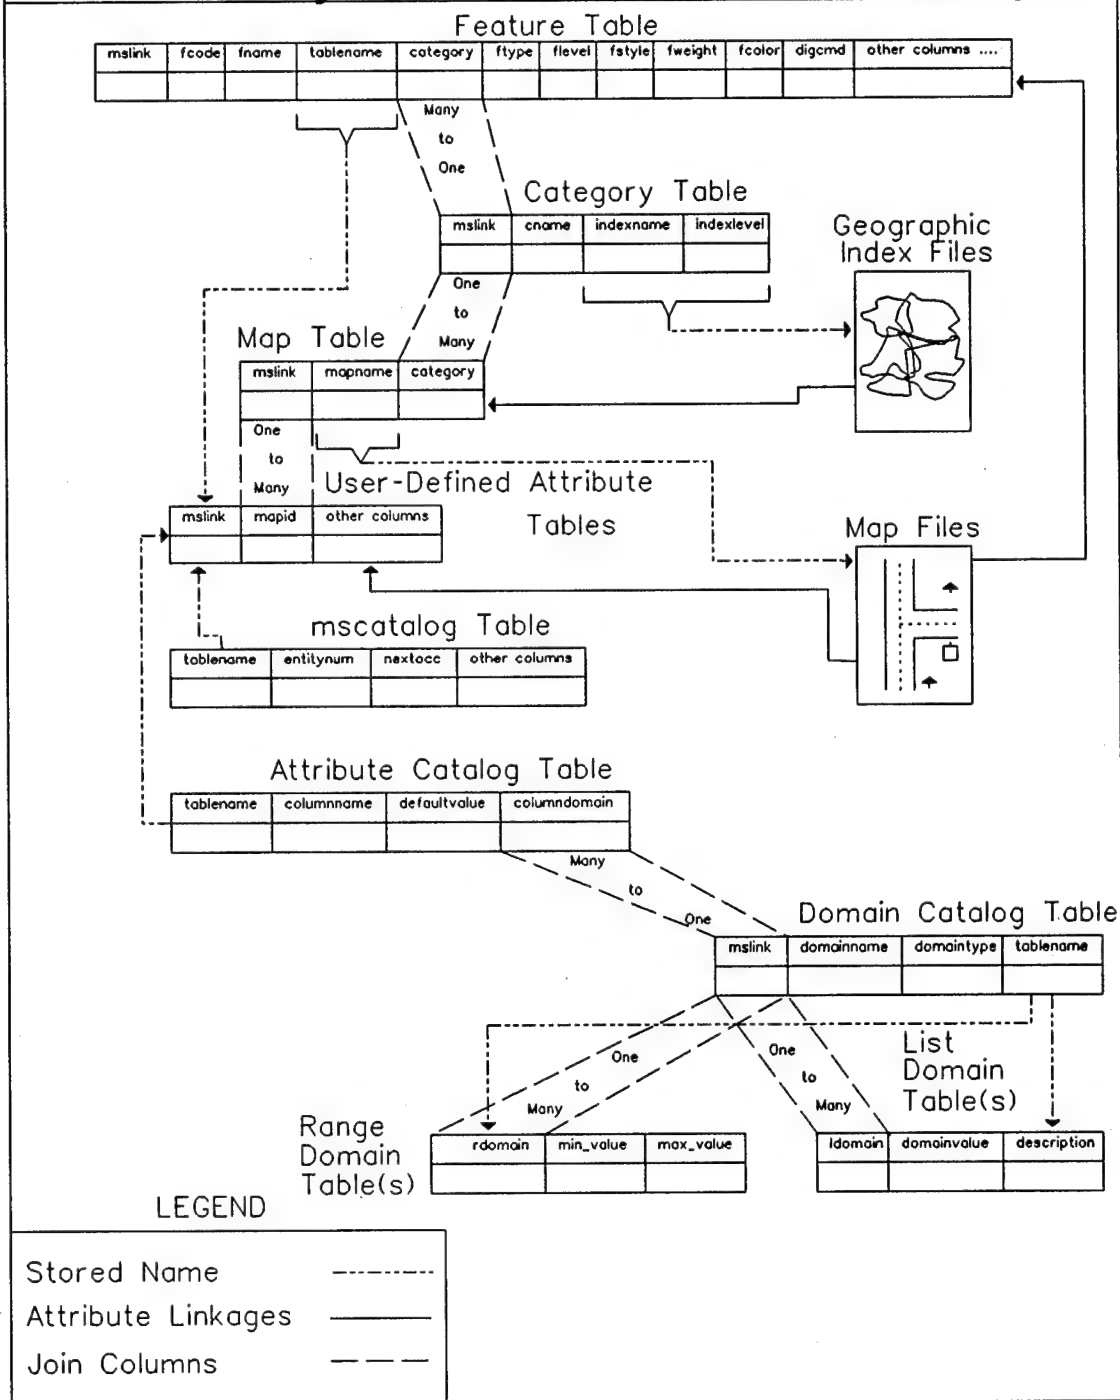 Feature Table
mslink fcode fname tablename category ftype flevel fstyle fweight fcolor digcmd other columns ....
Many
to
One
Category Table
mslink cname indexname indexlevel
Geographic
Index Files
One
to
Many
Map Table
mslink mapname category
One
to
Many
User-Defined Attribute
Tables
mslink mapid other columns
Map Files
mscatalog Table
tablename entitynum nextocc other columns
Attribute Catalog Table
tablename columnname defaultvalue columndomain
Many
to
One
Domain Catalog Table
mslink domainname domaintype tablename
One
to
Many
One
to
Many
List
Domain
Table(s)
Range
Domain
Table(s)
rdomain min_value max_value
ldomain domainvalue description
LEGEND
Stored Name
Attribute Linkages
Join Columns